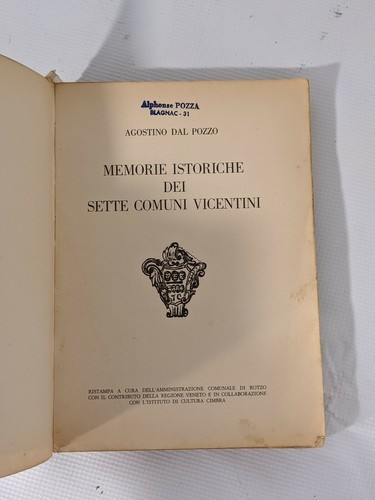 Alphonse POZZA
BLAGNAC - 31
AGOSTINO DAL POZZO
MEMORIE ISTORICHE
DEI
SETTE COMUNI VICENTINI
RISTAMPA A CURA DELL'AMMINISTRAZIONE COMUNALE DI ROTZO
CON IL CONTRIBUTO DELLA REGIONE VENETO E IN COLLABORAZIONE
CON L'ISTITUTO DI CULTURA CIMBRA